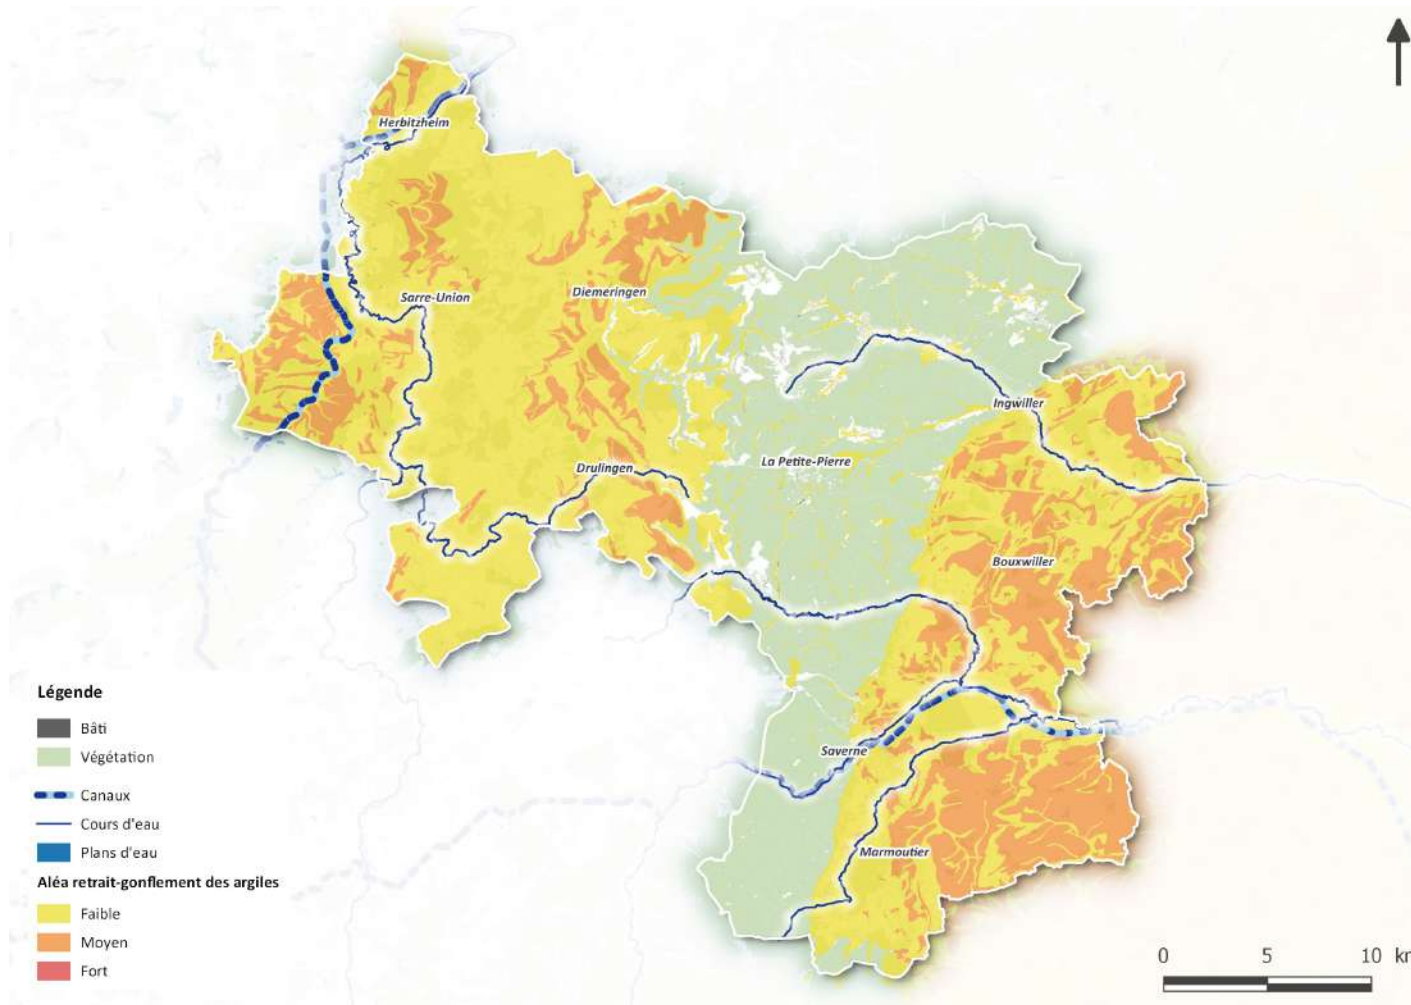 Herbitzheim
Sarre-Union
Diemeringen
Ingwiller
La Petite-Pierre
Drulingen
Bouxwiller
Saverne
Marmoutier
Légende
Bâti
Végétation
Canaux
Cours d'eau
Plans d'eau
Aléa retrait-gonflement des argiles
Faible
Moyen
Fort
0 5 10 kr